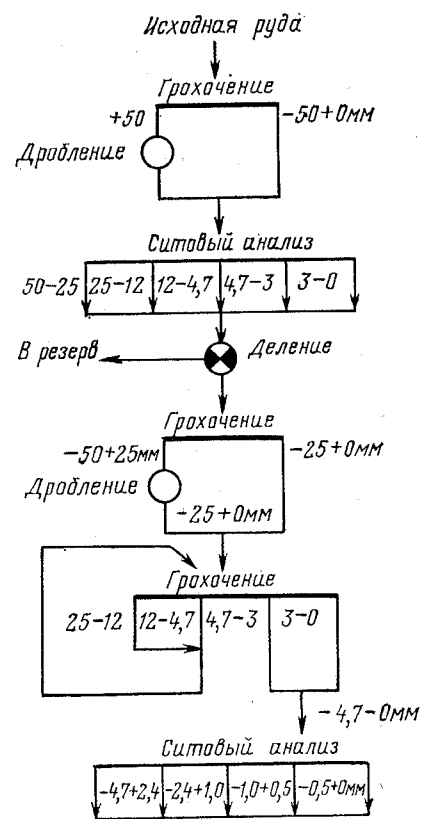 Исходная руда
Грохочение
+50
-50+0мм
Дробление
Ситовый анализ
50-25 25-12 12-4,7 4,7-3 3-0
В резерв
Деление
Грохочение
-50+25мм
-25+0мм
Дробление
-25+0мм
Грохочение
25-12 12-4,7 4,7-3 3-0
-4,7-0мм
Ситовый анализ
-4,7+2,4 -2,4+1,0 -1,0+0,5 -0,5+0мм